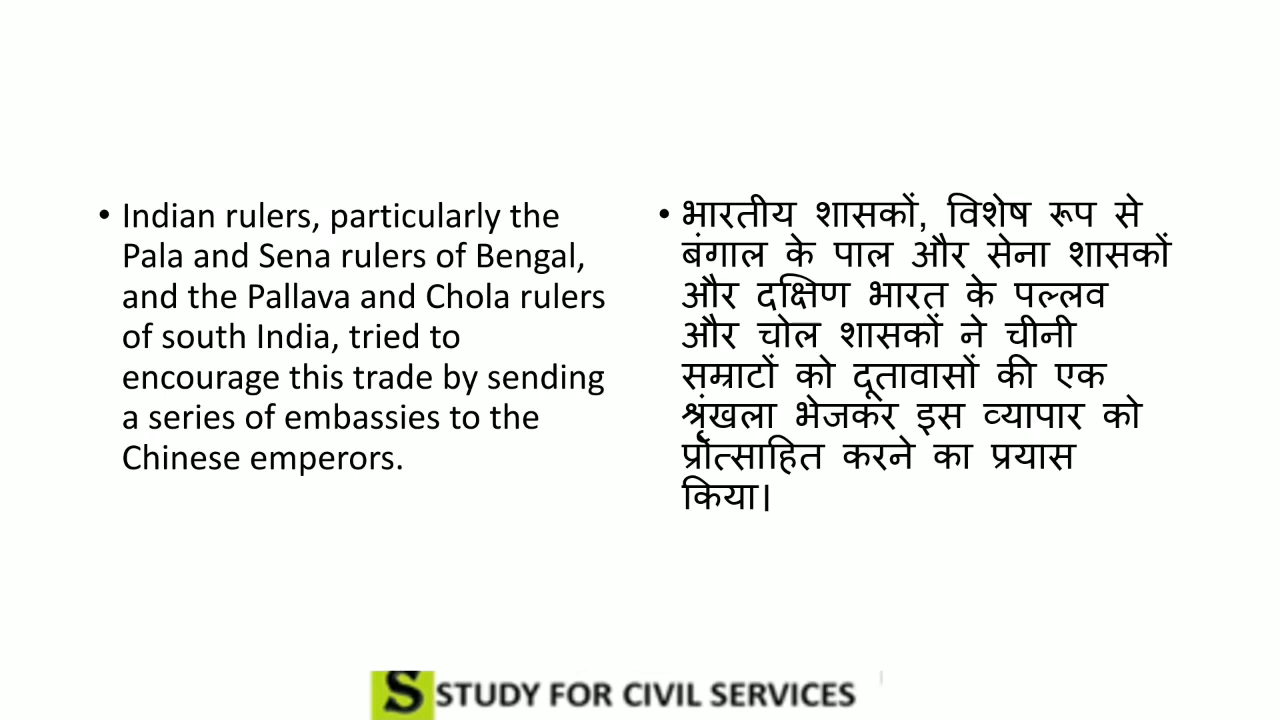 • Indian rulers, particularly the
Pala and Sena rulers of Bengal,
and the Pallava and Chola rulers
of south India, tried to
encourage this trade by sending
a series of embassies to the
Chinese emperors.
• भारतीय शासकों, विशेष रूप से
बंगाल के पाल और सेना शासकों
और दक्षिण भारत के पल्लव
और चोल शासकों ने चीनी
सम्राटों को दूतावासों की एक
श्रृंखला भेजकर इस व्यापार को
प्रोत्साहित करने का प्रयास
किया।
S STUDY FOR CIVIL SERVICES